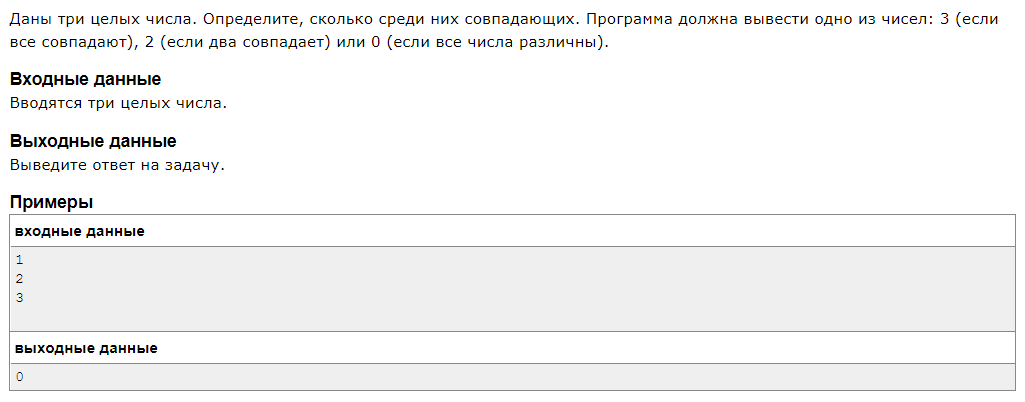 Даны три целых числа. Определите, сколько среди них совпадающих. Программа должна вывести одно из чисел: 3 (если
все совпадают), 2 (если два совпадает) или 0 (если все числа различны).
Входные данные
Вводятся три целых числа.
Выходные данные
Выведите ответ на задачу.
Примеры
входные данные
1
2
3
выходные данные
0